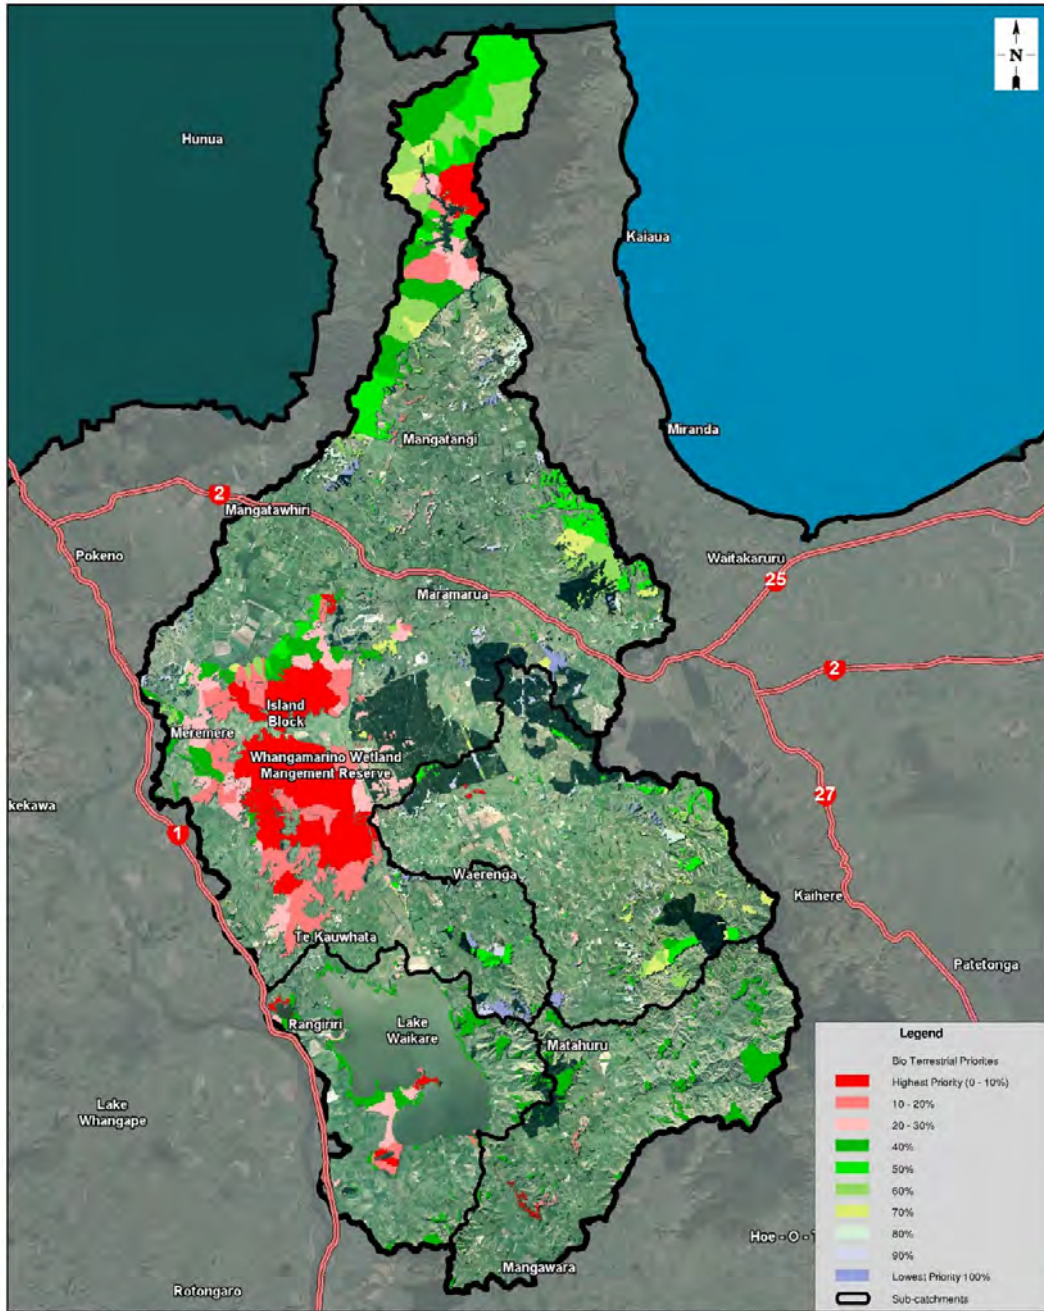 N
Hunua
Kaiaua
Miranda
Mangatangi
2
Mangatawhiri
Pokeno
Waitakaruru
25
Maramarua
2
Island
Block
Meremere
Whangamarino Wetland
Mangement Reserve
27
kekawa
1
Waerenga
Kaihere
Te Kauwhata
Patetonga
Rangiriri
Lake
Waikare
Matahuru
Lake
Whangape
Hoe - O -
Mangawara
Rotongaro
Legend
Bio Terrestrial Priorites
Highest Priority (0 - 10%)
10 - 20%
20 - 30%
40%
50%
60%
70%
80%
90%
Lowest Priority 100%
Sub-catchments